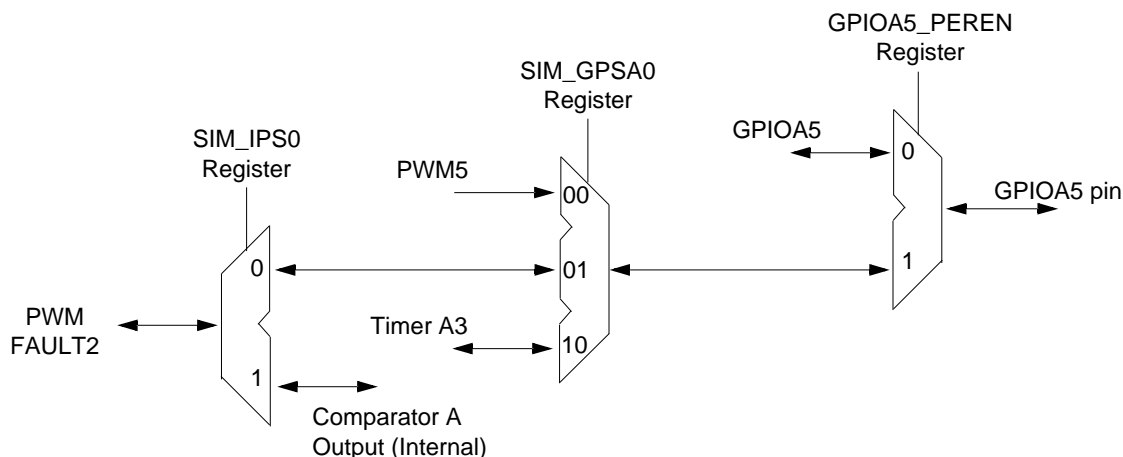 GPIOA5_PEREN
Register
SIM_GPSA0
Register
SIM_IPS0
Register
GPIOA5
0
PWM5
00
GPIOA5 pin
0
01
1
PWM
FAULT2
Timer A3
10
1
Comparator A
Output (Internal)